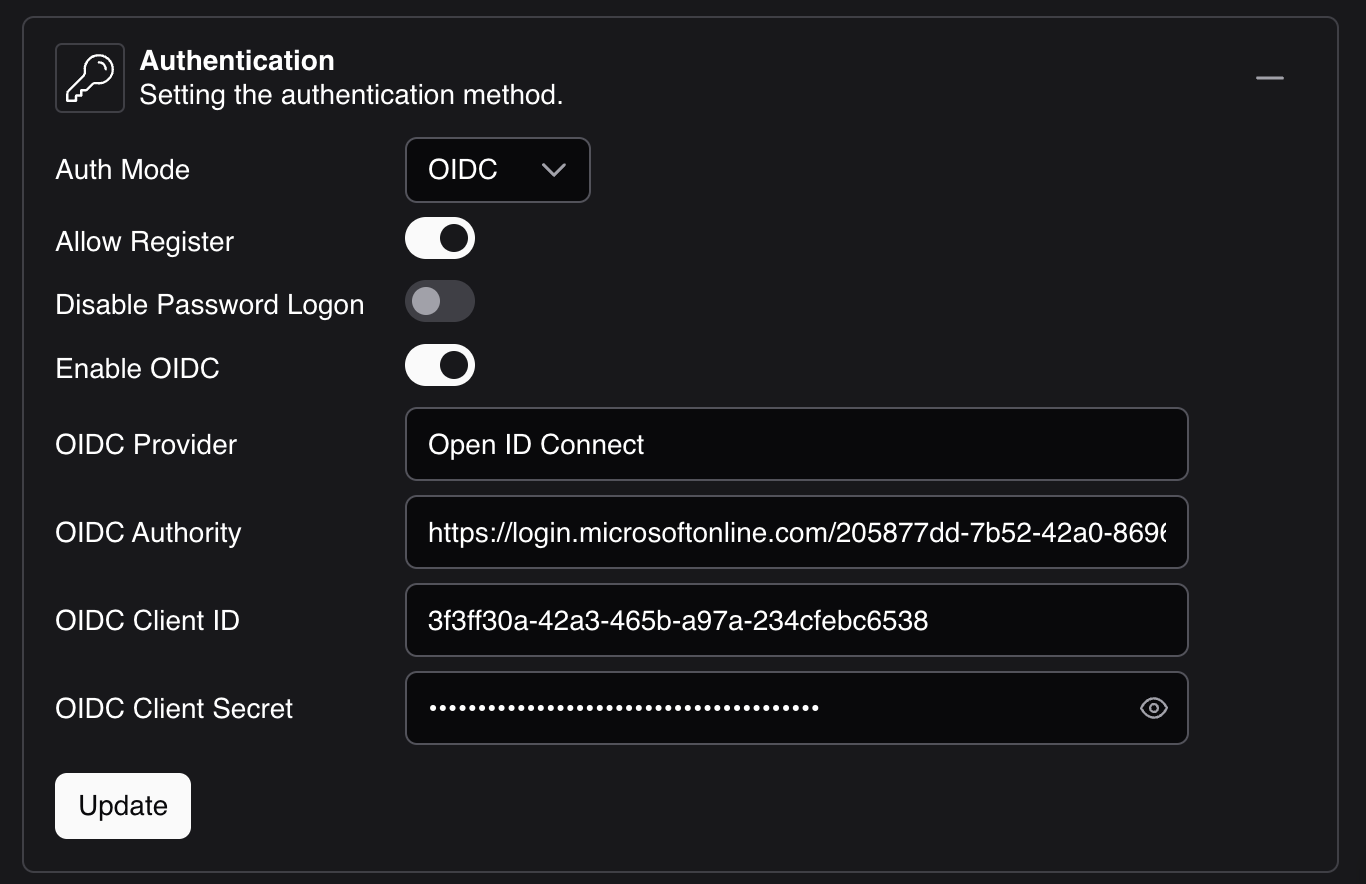 Authentication
Setting the authentication method.
Auth Mode OIDC
Allow Register
Disable Password Logon
Enable OIDC
OIDC Provider Open ID Connect
OIDC Authority https://login.microsoftonline.com/205877dd-7b52-42a0-8696
OIDC Client ID 3f3ff30a-42a3-465b-a97a-234cfebc6538
OIDC Client Secret ••••••••••••••••••••••••••••••••••••••••
Update